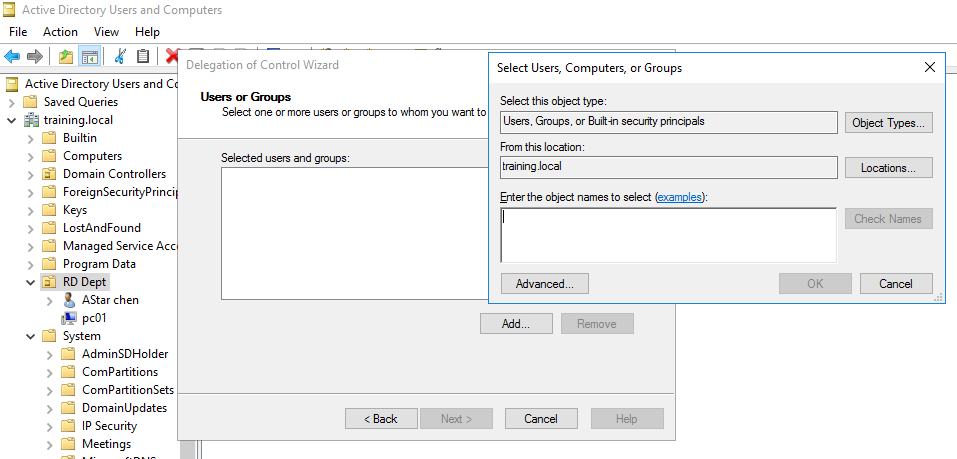 Active Directory Users and Computers
File Action View Help
Active Directory Users and Co
Saved Queries
training.local
Builtin
Computers
Domain Controllers
ForeignSecurityPrincip
Keys
LostAndFound
Managed Service Acc
Program Data
RD Dept
AStar chen
pc01
System
AdminSDHolder
ComPartitions
ComPartitionSets
DomainUpdates
IP Security
Meetings
Delegation of Control Wizard
Users or Groups
Select one or more users or groups to whom you want to
Selected users and groups:
Add...
Remove
< Back
Next >
Cancel
Help
Select Users, Computers, or Groups
Select this object type:
Users, Groups, or Built-in security principals
Object Types...
From this location:
training.local
Locations...
Enter the object names to select (examples):
Check Names
Advanced...
OK
Cancel